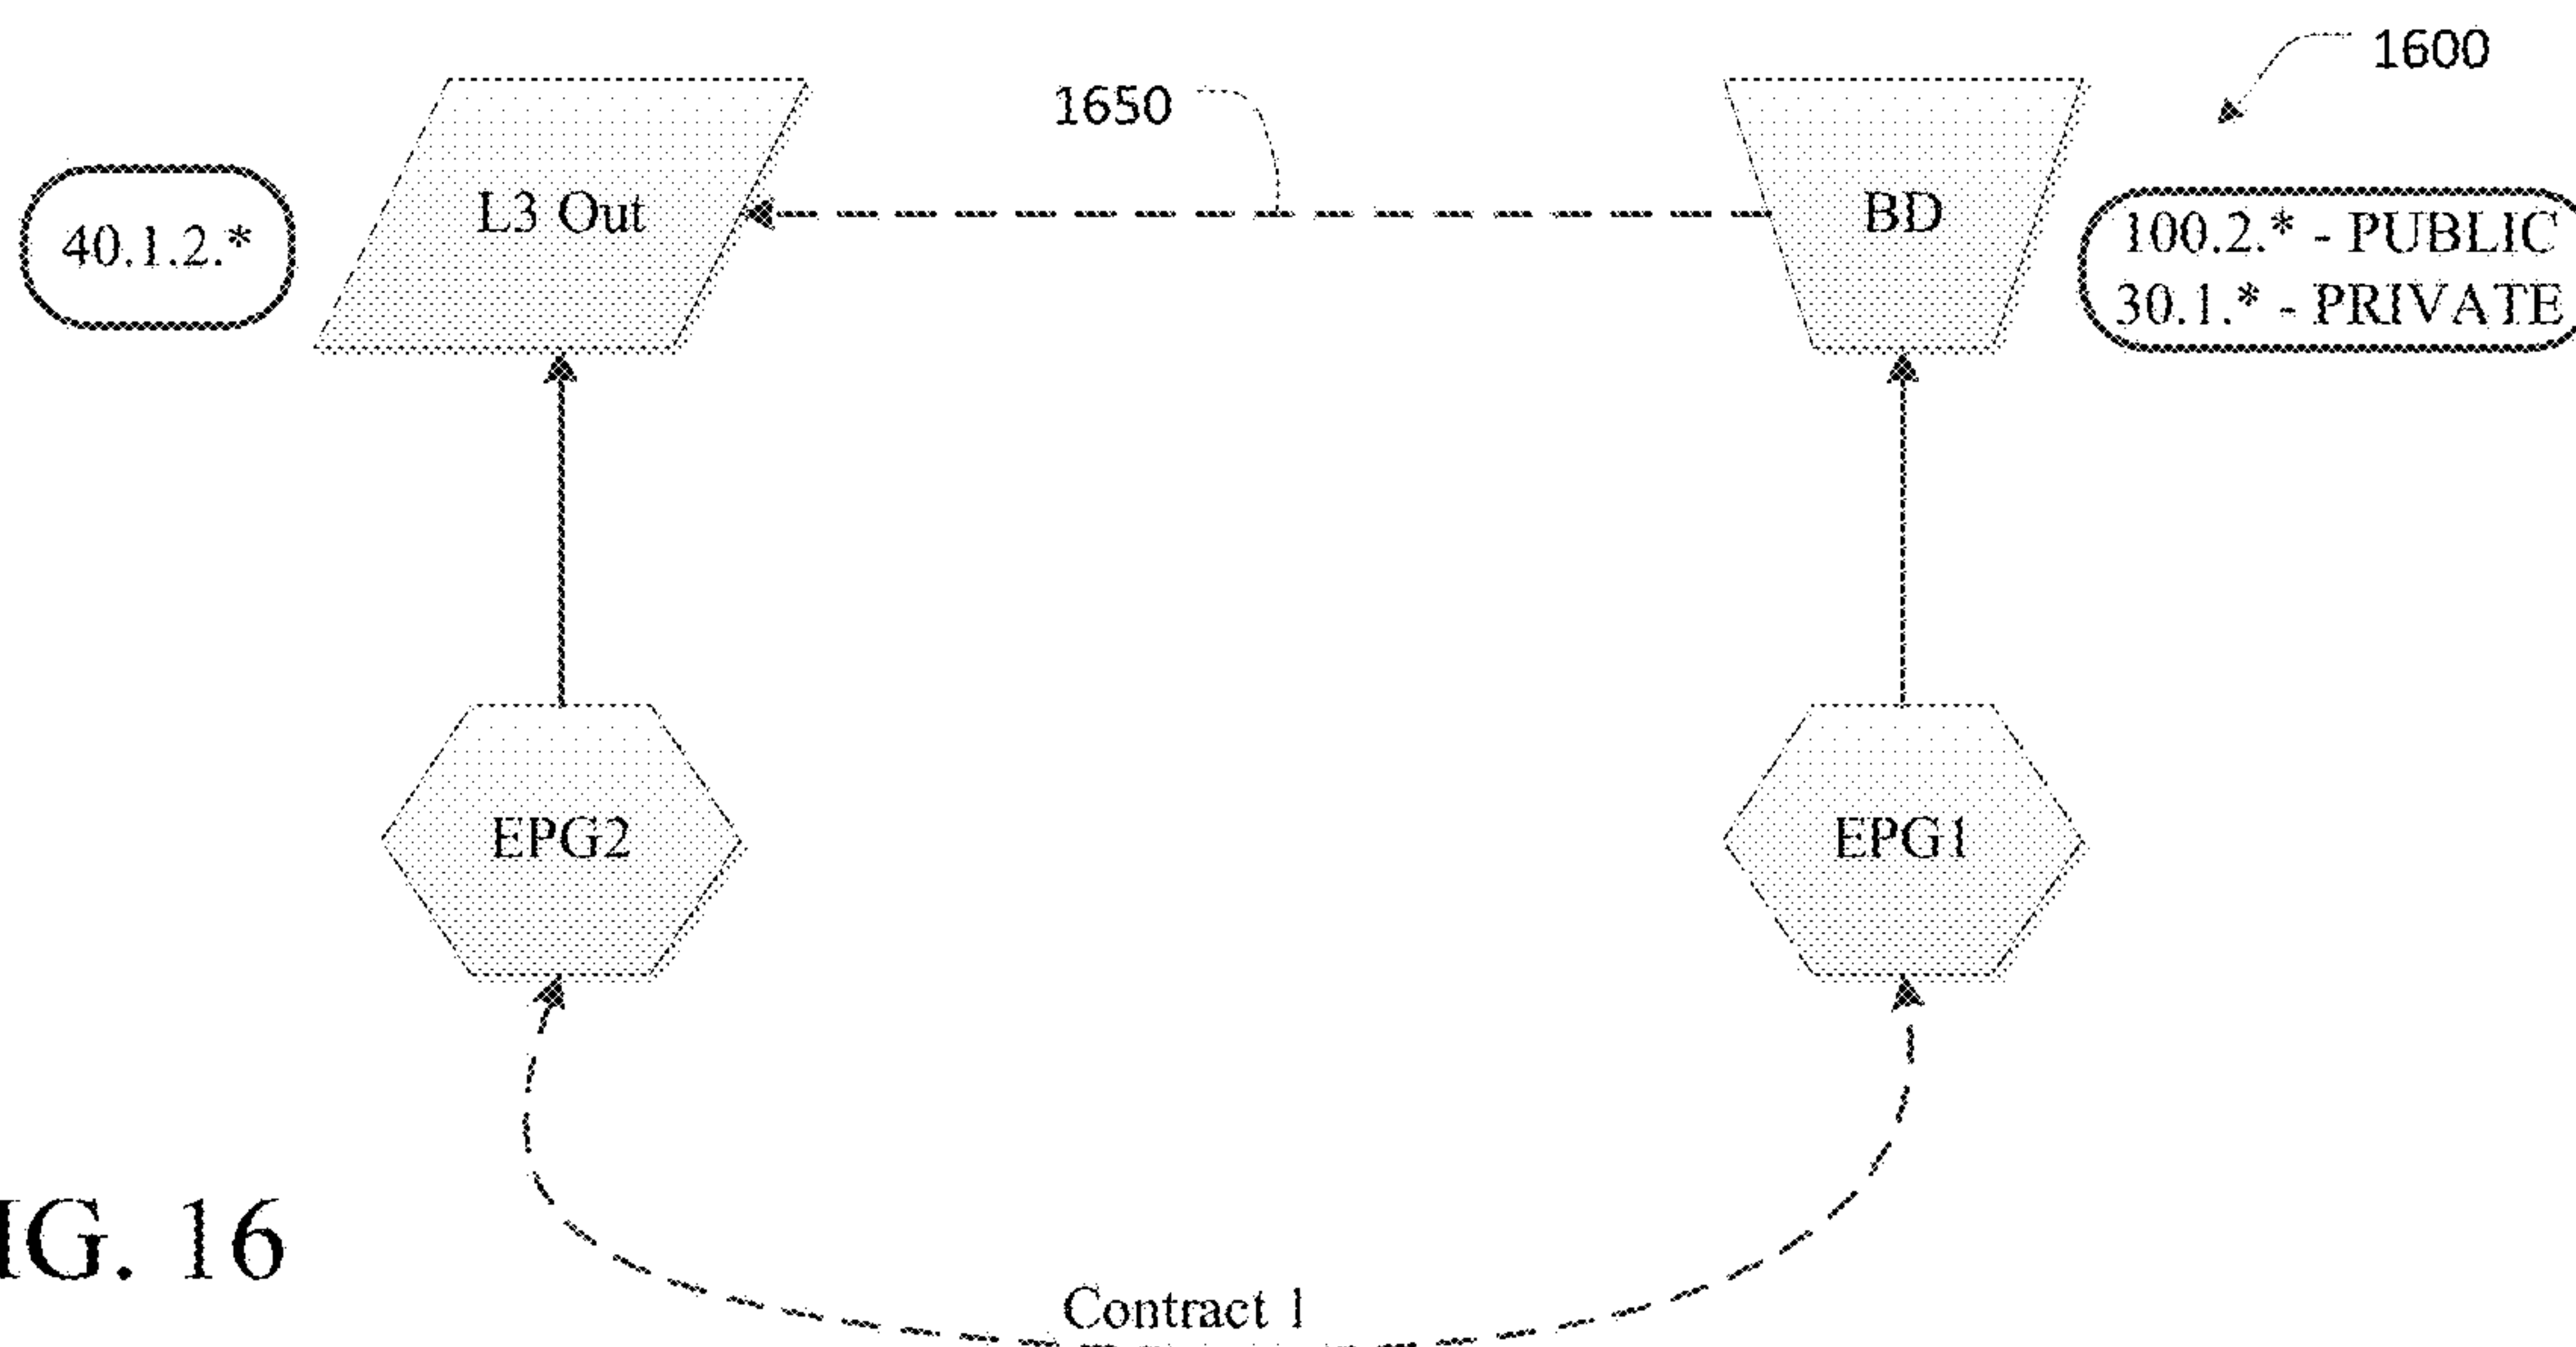 1600
1650
L3 Out
BD
40.1.2.*
100.2.* - PUBLIC
30.1.* - PRIVATE
EPG2
EPG1
IG. 16
Contract 1